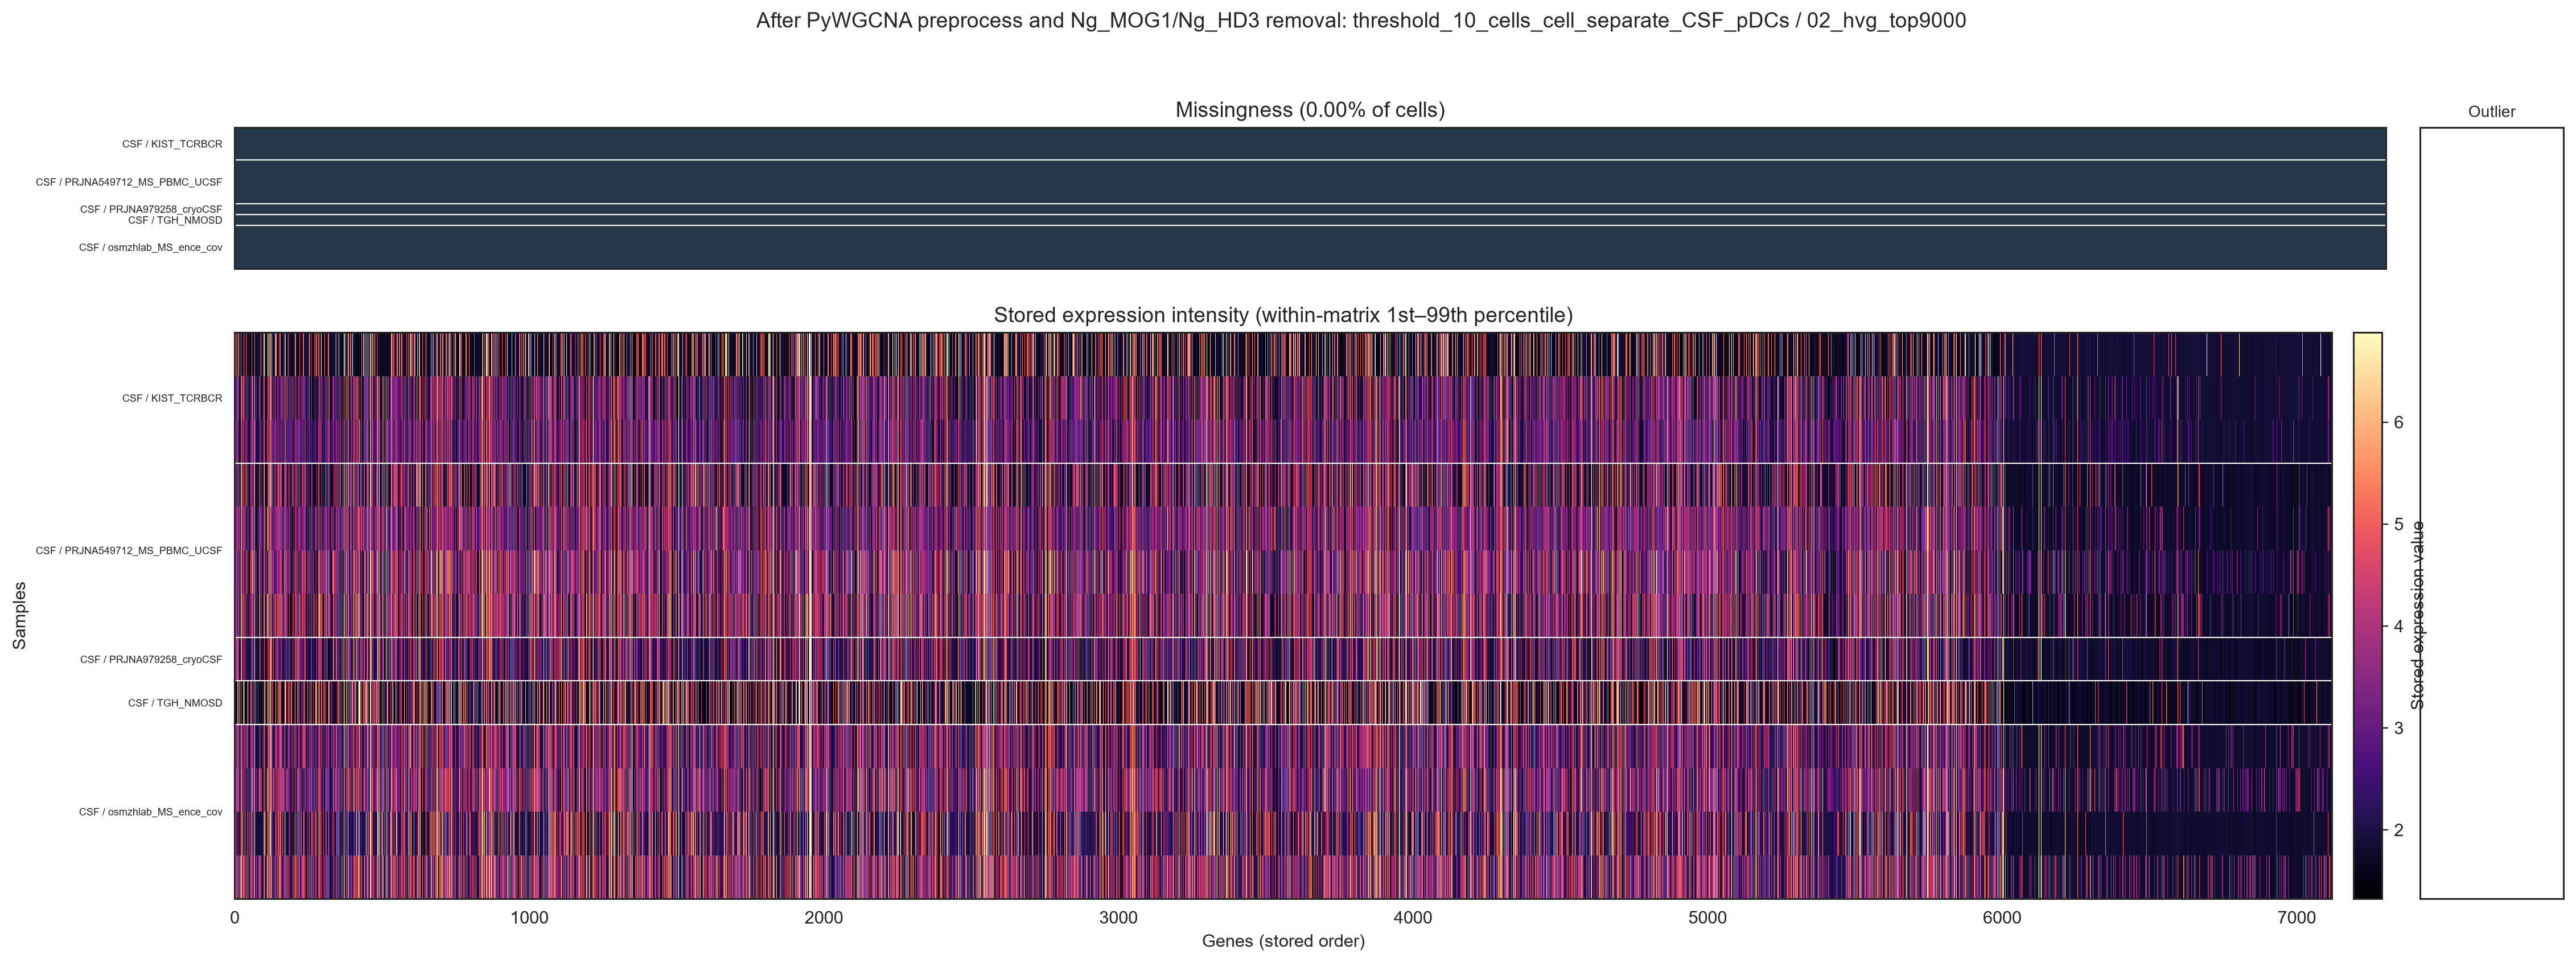 After PyWGCNA preprocess and Ng_MOG1/Ng_HD3 removal: threshold_10_cells_cell_separate_CSF_pDCs / 02_hvg_top9000
Missingness (0.00% of cells)
Outlier
CSF / KIST_TCRBCR
CSF / PRJNA549712_MS_PBMC_UCSF
CSF / PRJNA979258_cryoCSF
CSF / TGH_NMOSD
CSF / osmzhlab_MS_ence_cov
Stored expression intensity (within-matrix 1st–99th percentile)
Samples
CSF / KIST_TCRBCR
CSF / PRJNA549712_MS_PBMC_UCSF
CSF / PRJNA979258_cryoCSF
CSF / TGH_NMOSD
CSF / osmzhlab_MS_ence_cov
6
5
4
3
2
Stored expression value
0 1000 2000 3000 4000 5000 6000 7000
Genes (stored order)